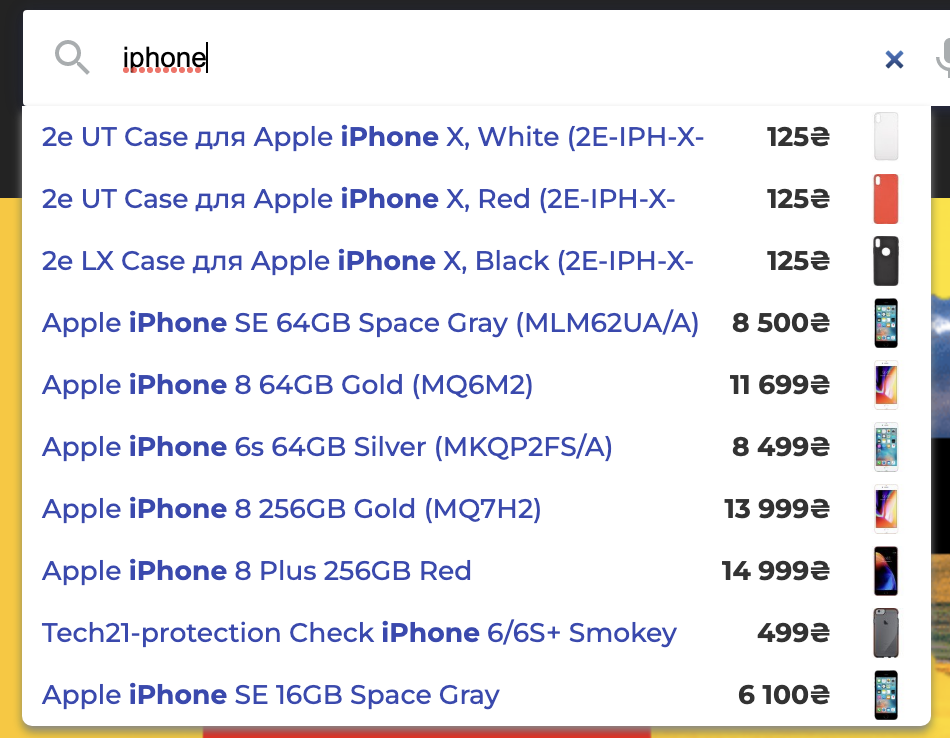 iphone
2e UT Case для Apple iPhone X, White (2E-IPH-X- 125₴
2e UT Case для Apple iPhone X, Red (2E-IPH-X- 125₴
2e LX Case для Apple iPhone X, Black (2E-IPH-X- 125₴
Apple iPhone SE 64GB Space Gray (MLM62UA/A) 8 500₴
Apple iPhone 8 64GB Gold (MQ6M2) 11 699₴
Apple iPhone 6s 64GB Silver (MKQP2FS/A) 8 499₴
Apple iPhone 8 256GB Gold (MQ7H2) 13 999₴
Apple iPhone 8 Plus 256GB Red 14 999₴
Tech21-protection Check iPhone 6/6S+ Smokey 499₴
Apple iPhone SE 16GB Space Gray 6 100₴